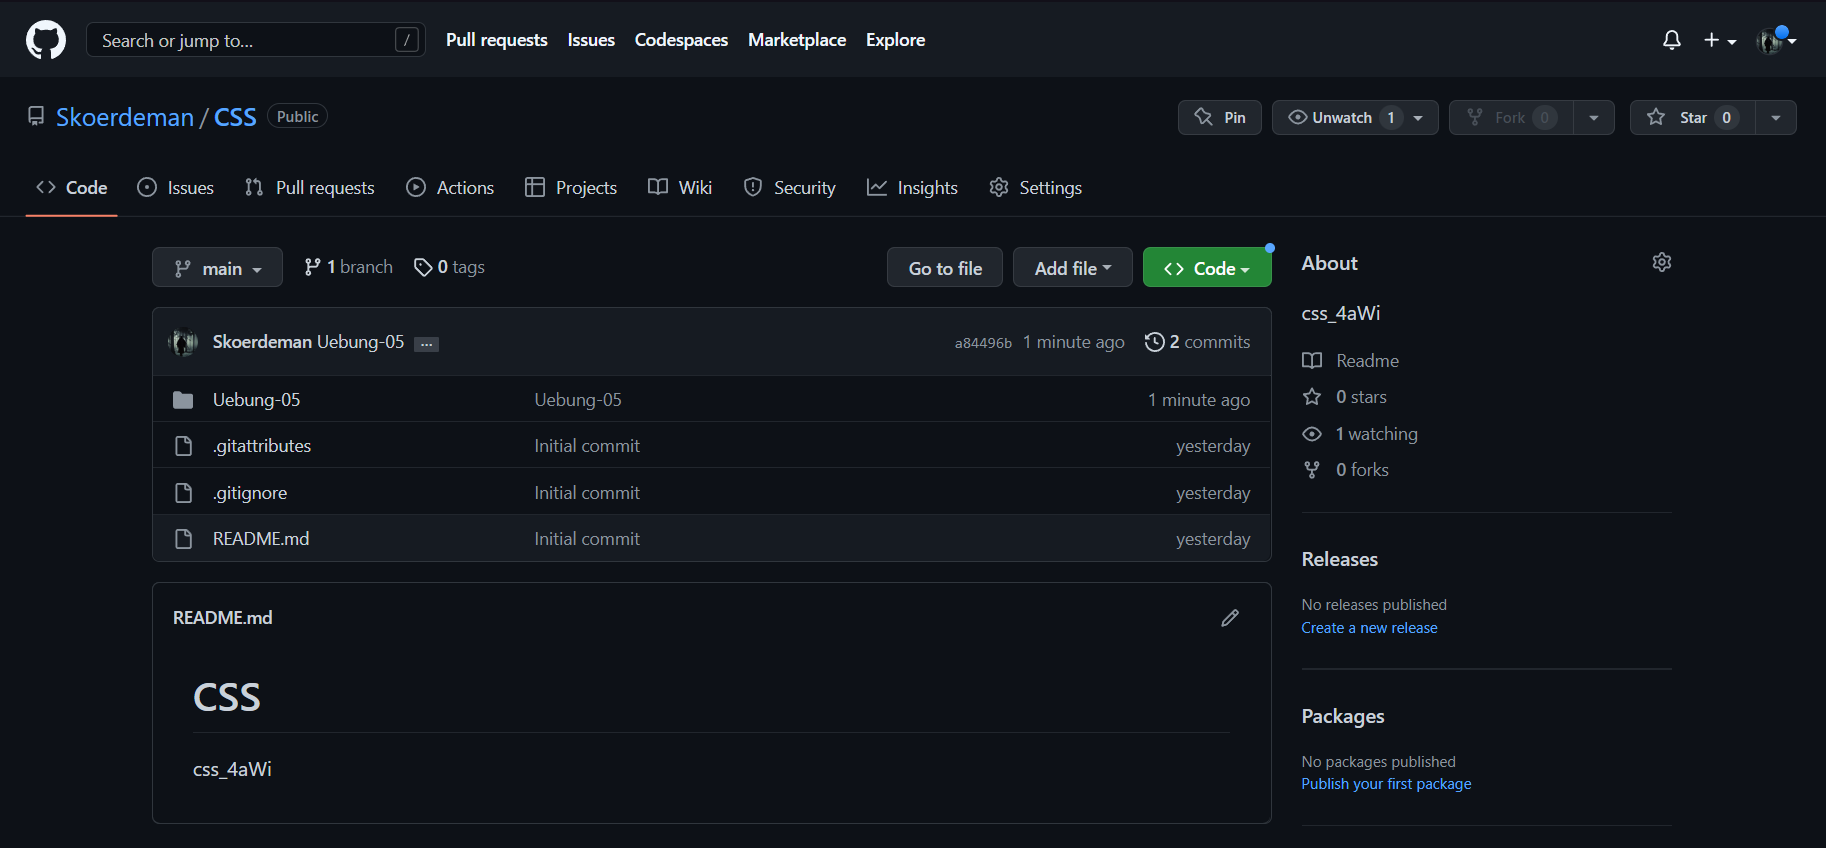 Search or jump to... / Pull requests Issues Codespaces Marketplace Explore
Skoerdeman / CSS Public Pin Unwatch 1 Fork 0 Star 0
Code Issues Pull requests Actions Projects Wiki Security Insights Settings
main 1 branch 0 tags Go to file Add file Code
Skoerdeman Uebung-05 ... a84496b 1 minute ago 2 commits
Uebung-05 Uebung-05 1 minute ago
.gitattributes Initial commit yesterday
.gitignore Initial commit yesterday
README.md Initial commit yesterday
README.md
CSS
css_4aWi
About
css_4aWi
Readme
0 stars
1 watching
0 forks
Releases
No releases published
Create a new release
Packages
No packages published
Publish your first package